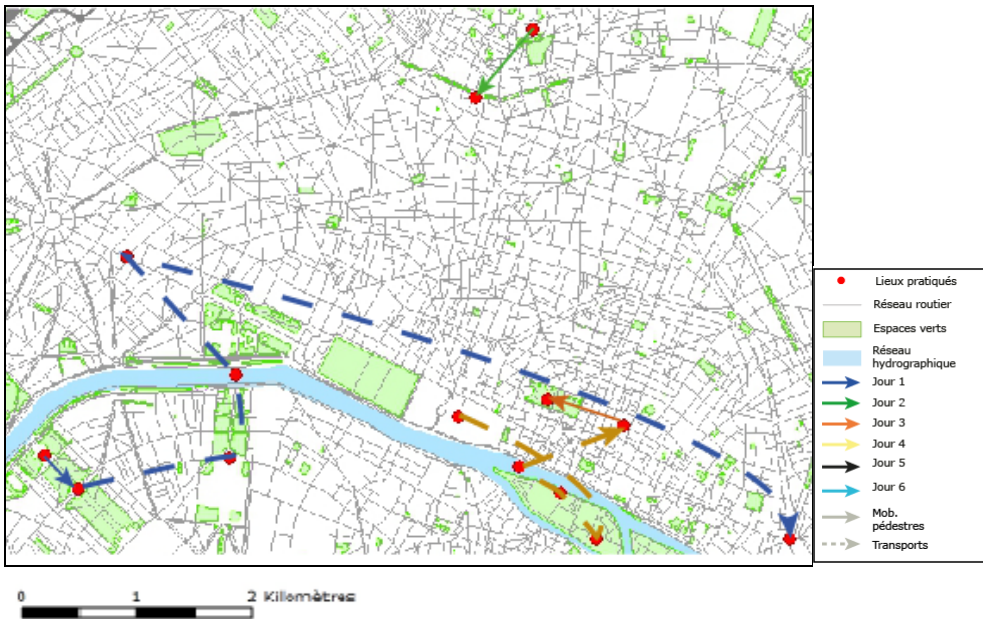 Lieux pratiqués
Réseau routier
Espaces verts
Réseau
hydrographique
Jour 1
Jour 2
Jour 3
Jour 4
Jour 5
Jour 6
Mob.
pédestres
Transports
0 1 2 Kilomètres